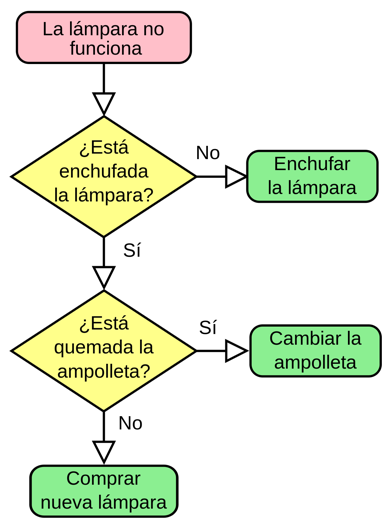 La lámpara no
funciona
¿Está
enchufada
la lámpara?
No
Enchufar
la lámpara
Sí
¿Está
quemada la
ampolleta?
Sí
Cambiar la
ampolleta
No
Comprar
nueva lámpara